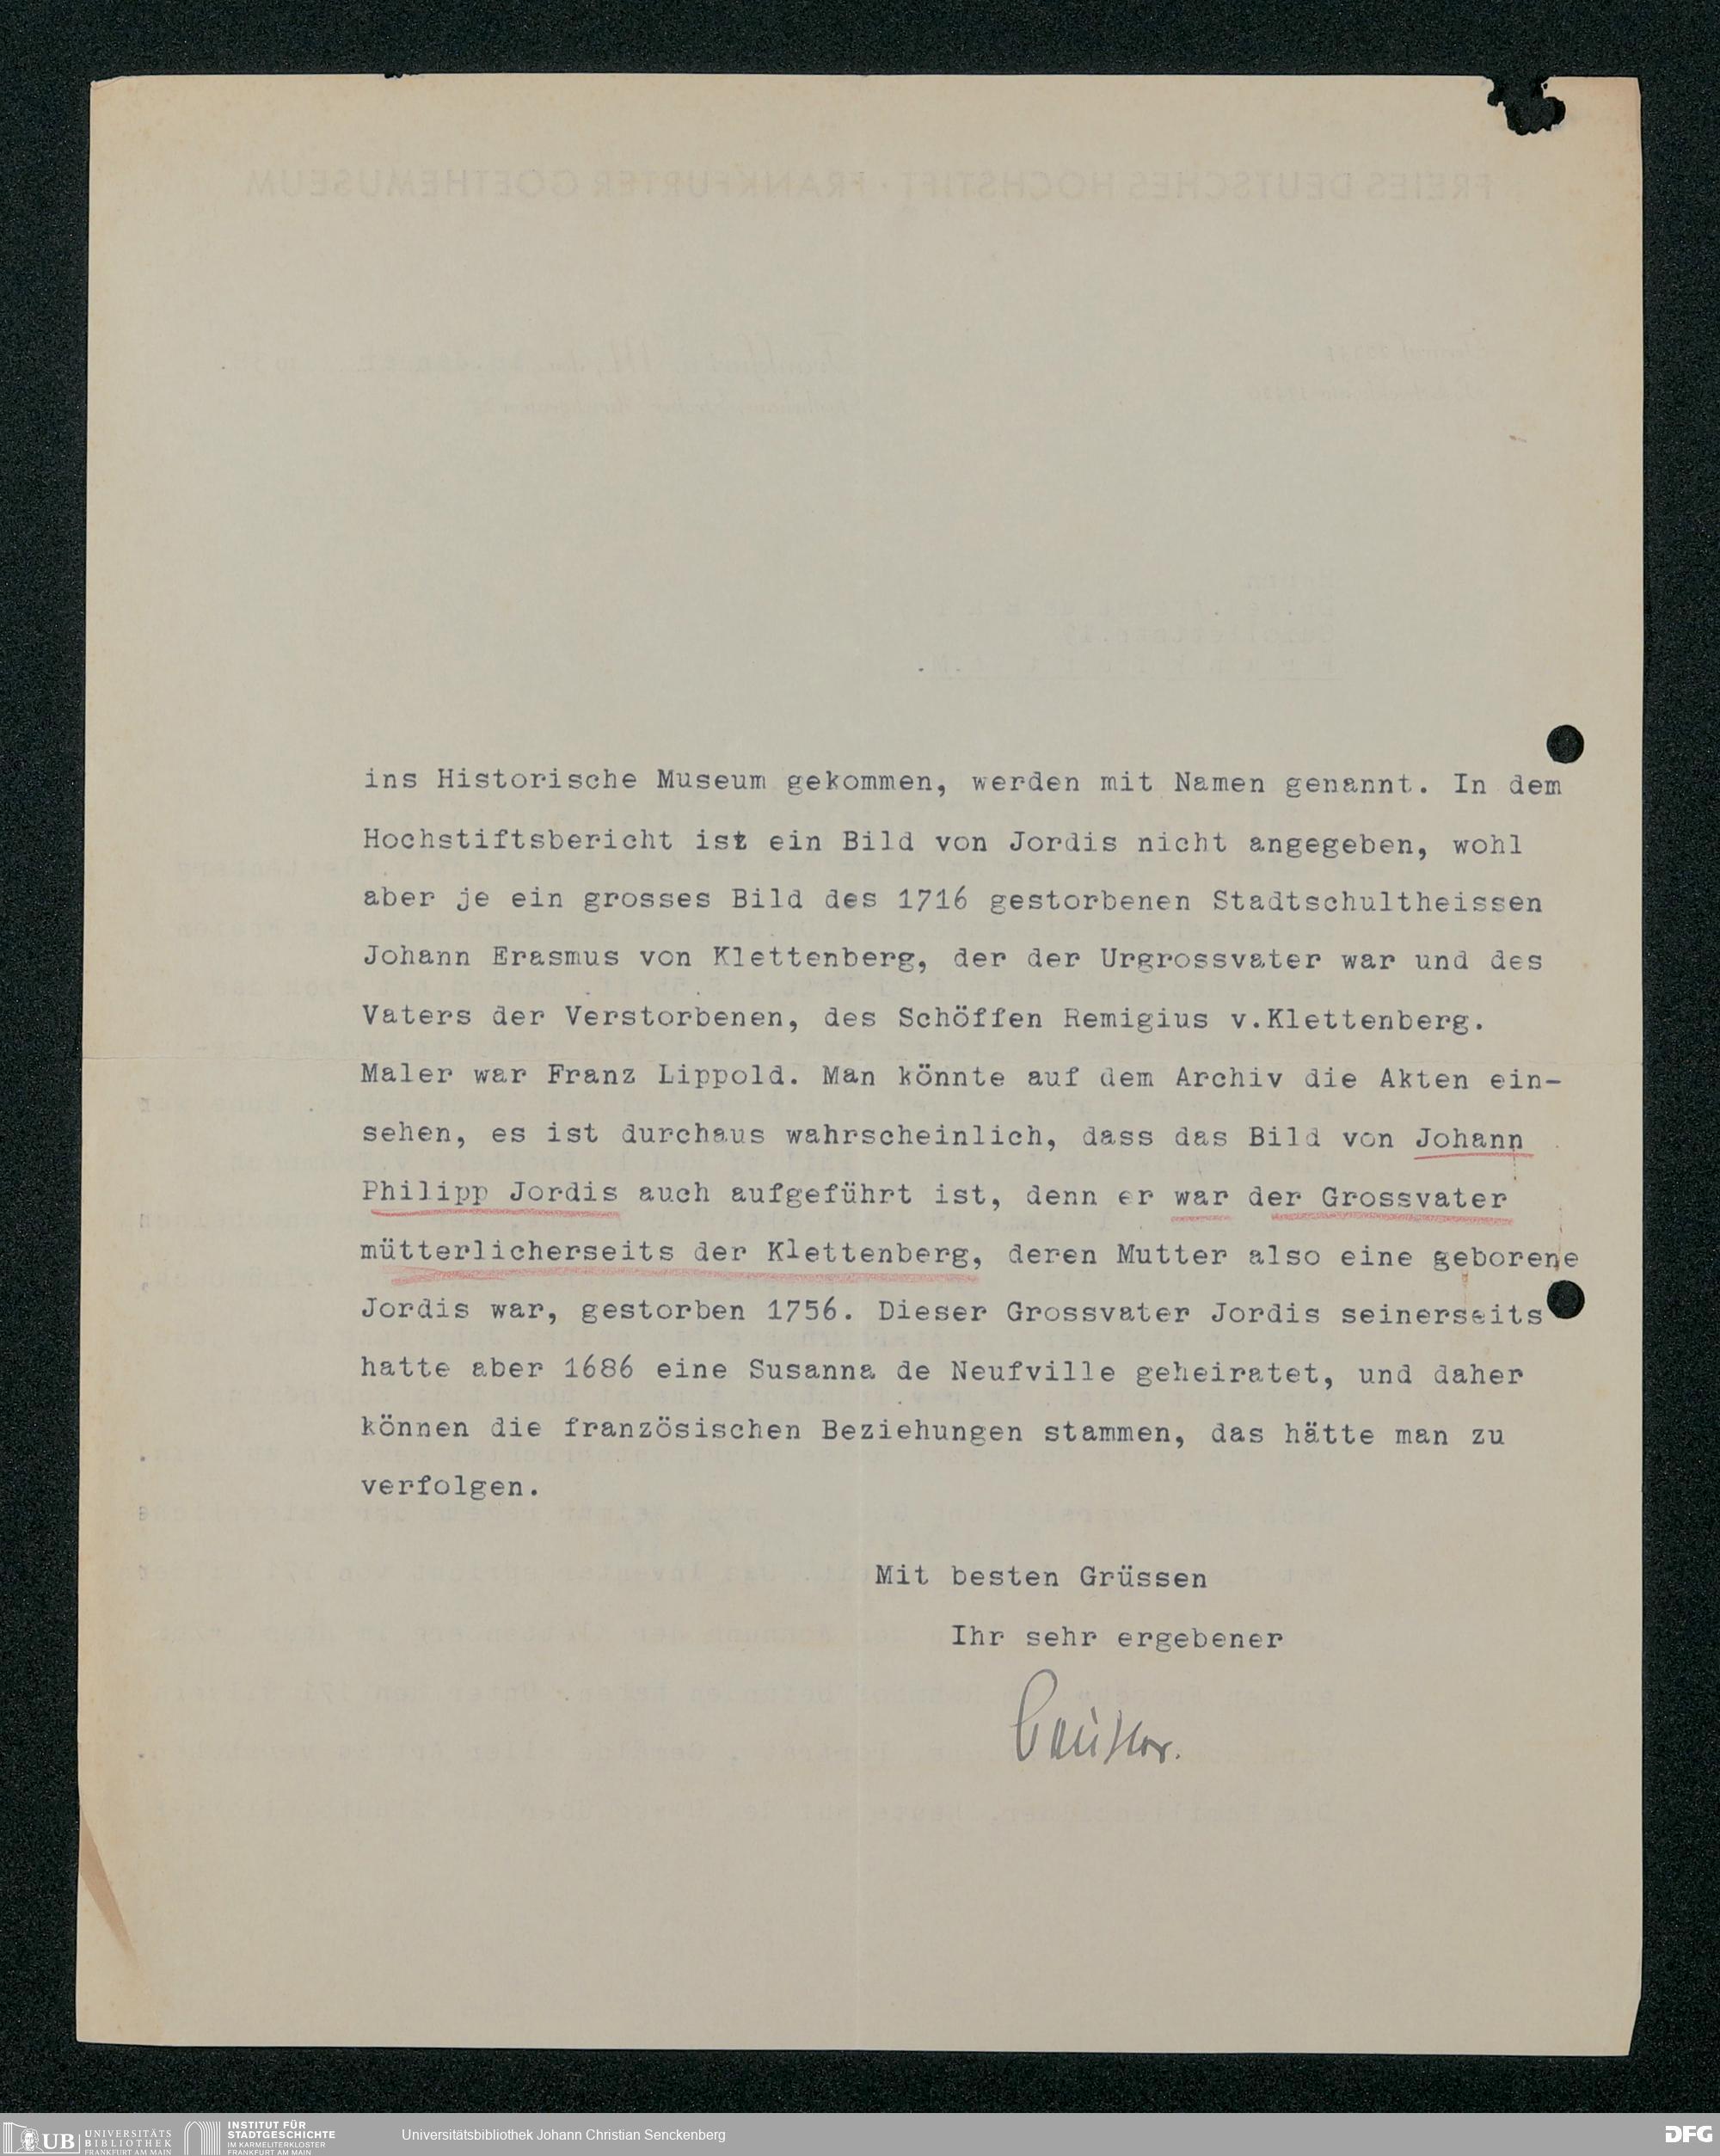 FREIES DEUTSCHES HOCHSTIFT · FRANKFURTER GOETHEMUSEUM
ins Historische Museum gekommen, werden mit Namen genannt. In dem
Hochstiftsbericht ist ein Bild von Jordis nicht angegeben, wohl
aber je ein grosses Bild des 1716 gestorbenen Stadtschultheissen
Johann Erasmus von Klettenberg, der der Urgrossvater war und des
Vaters der Verstorbenen, des Schöffen Remigius v.Klettenberg.
Maler war Franz Lippold. Man könnte auf dem Archiv die Akten ein-
sehen, es ist durchaus wahrscheinlich, dass das Bild von Johann
Philipp Jordis auch aufgeführt ist, denn er war der Grossvater
mütterlicherseits der Klettenberg, deren Mutter also eine geborene
Jordis war, gestorben 1756. Dieser Grossvater Jordis seinerseits
hatte aber 1686 eine Susanna de Neufville geheiratet, und daher
können die französischen Beziehungen stammen, das hätte man zu
verfolgen.
Mit besten Grüssen
Ihr sehr ergebener
UB UNIVERSITÄTS
BIBLIOTHEK
FRANKFURT AM MAIN
INSTITUT FÜR
STADTGESCHICHTE
IM KARMELITERKLOSTER
FRANKFURT AM MAIN
Universitätsbibliothek Johann Christian Senckenberg
DFG